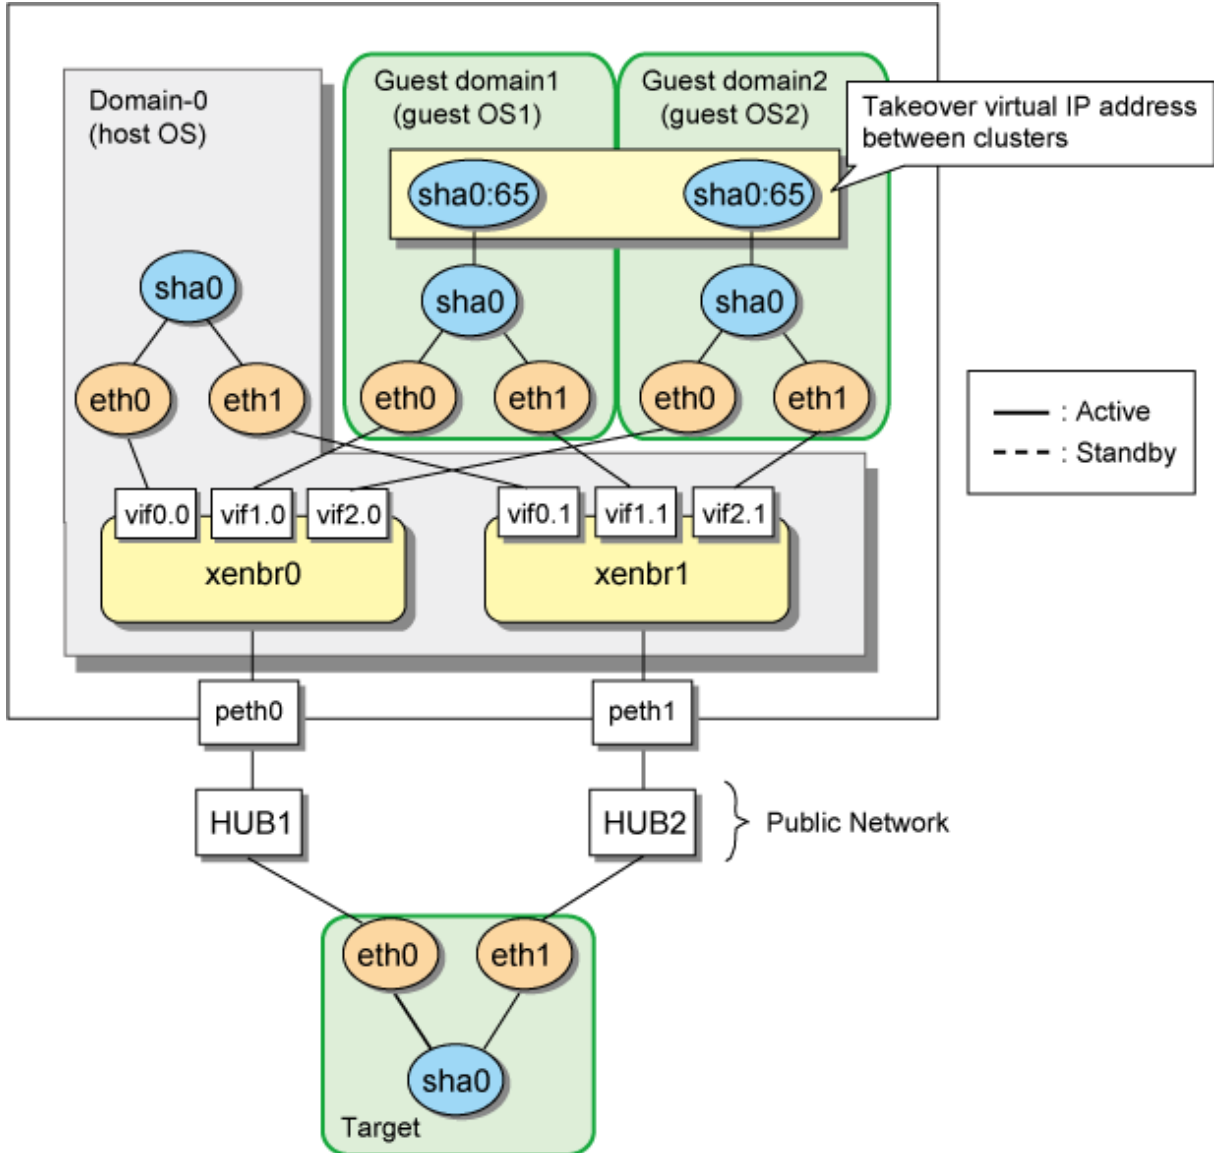 Domain-0
(host OS)
Guest domain1
(guest OS1)
Guest domain2
(guest OS2)
Takeover virtual IP address
between clusters
sha0:65
sha0:65
sha0
sha0
sha0
eth0
eth1
eth0
eth1
eth0
eth1
: Active
: Standby
vif0.0
vif1.0
vif2.0
vif0.1
vif1.1
vif2.1
xenbr0
xenbr1
peth0
peth1
HUB1
HUB2
Public Network
eth0
eth1
sha0
Target